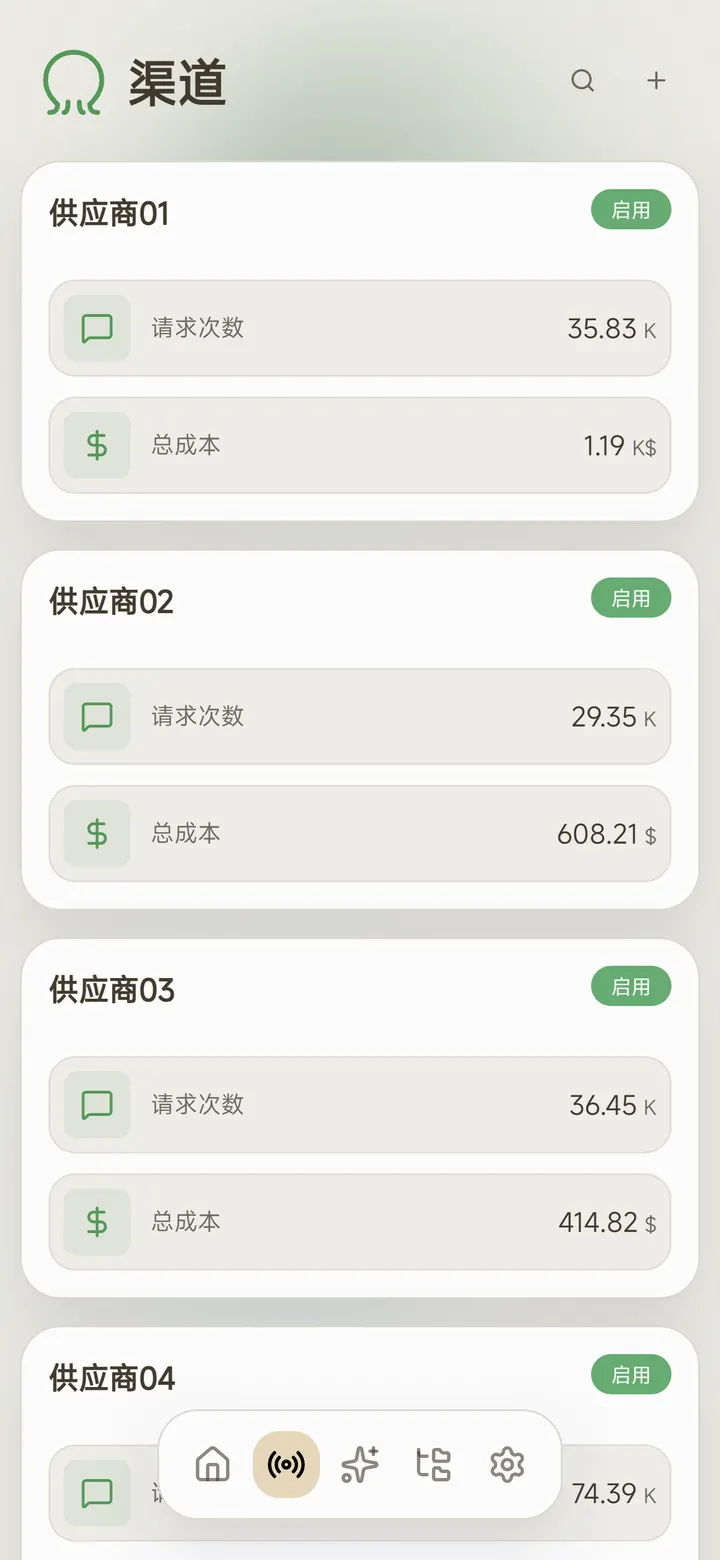 渠道
供应商01
启用
请求次数
35.83 K
总成本
1.19 K$
供应商02
启用
请求次数
29.35 K
总成本
608.21 $
供应商03
启用
请求次数
36.45 K
总成本
414.82 $
供应商04
启用
74.39 K